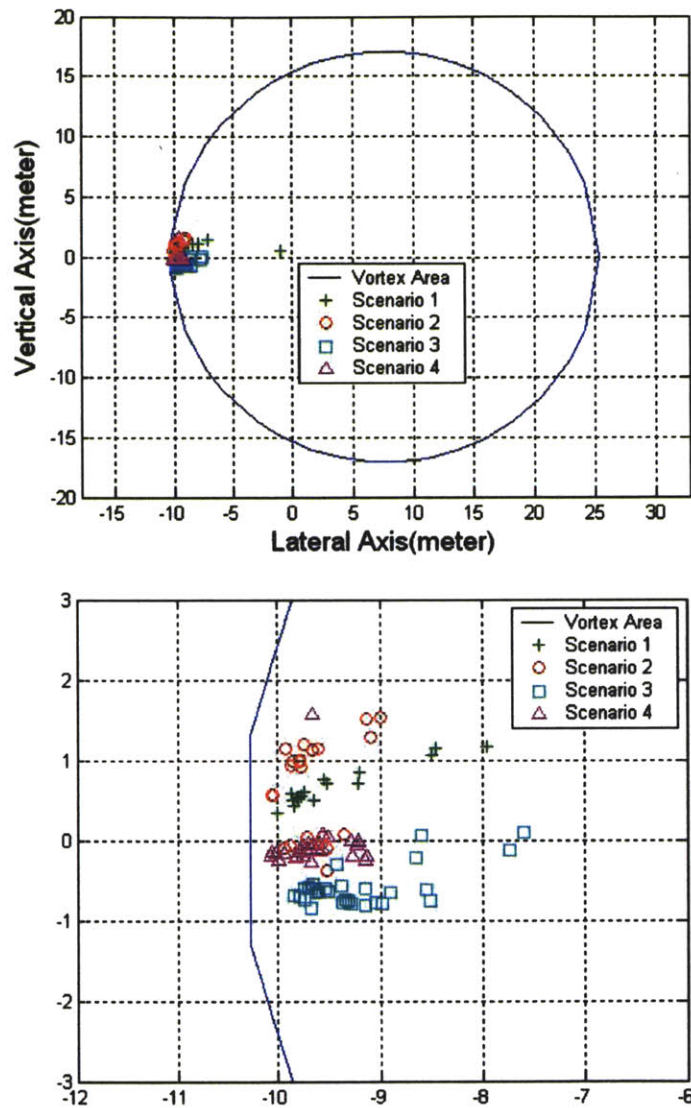 20
15
10
5
0
-5
-10
-15
-20
Vertical Axis(meter)
Vortex Area
Scenario 1
Scenario 2
Scenario 3
Scenario 4
-15 -10 -5 0 5 10 15 20 25 30
Lateral Axis(meter)
3
2
1
0
-1
-2
-3
Vortex Area
Scenario 1
Scenario 2
Scenario 3
Scenario 4
-12 -11 -10 -9 -8 -7 -6